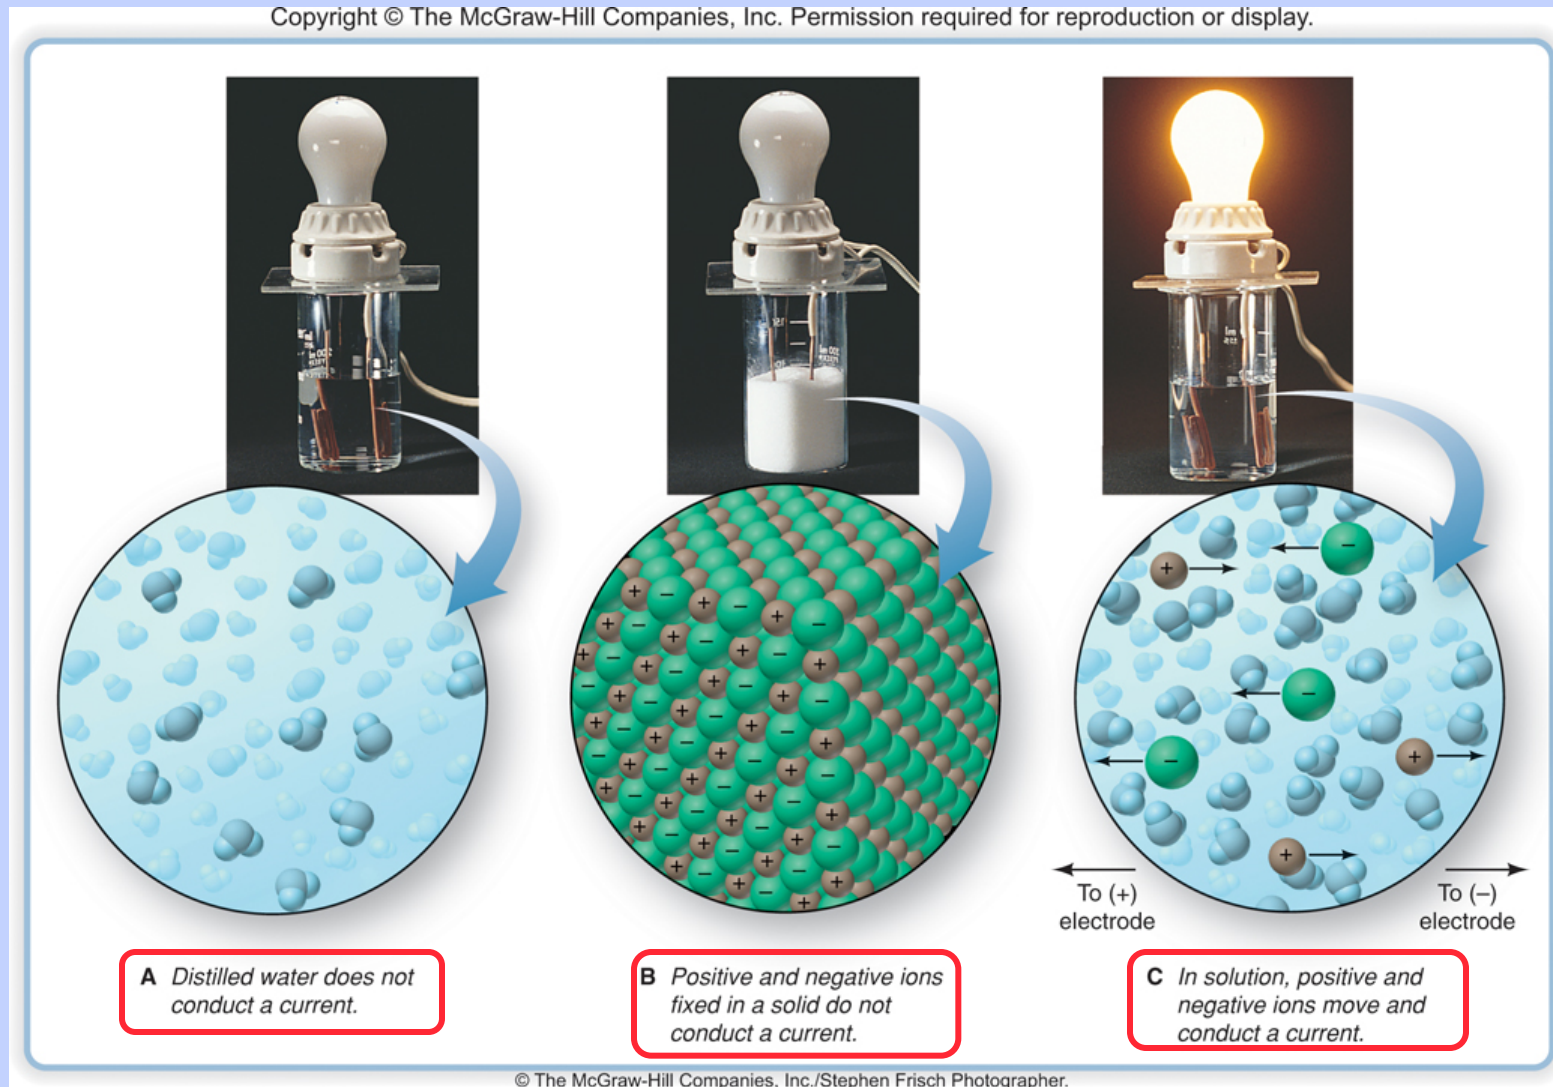 Copyright © The McGraw-Hill Companies, Inc. Permission required for reproduction or display.
+ −
− + −
+ −
To (+)
electrode
To (−)
electrode
A Distilled water does not
conduct a current.
B Positive and negative ions
fixed in a solid do not
conduct a current.
C In solution, positive and
negative ions move and
conduct a current.
© The McGraw-Hill Companies, Inc./Stephen Frisch Photographer.